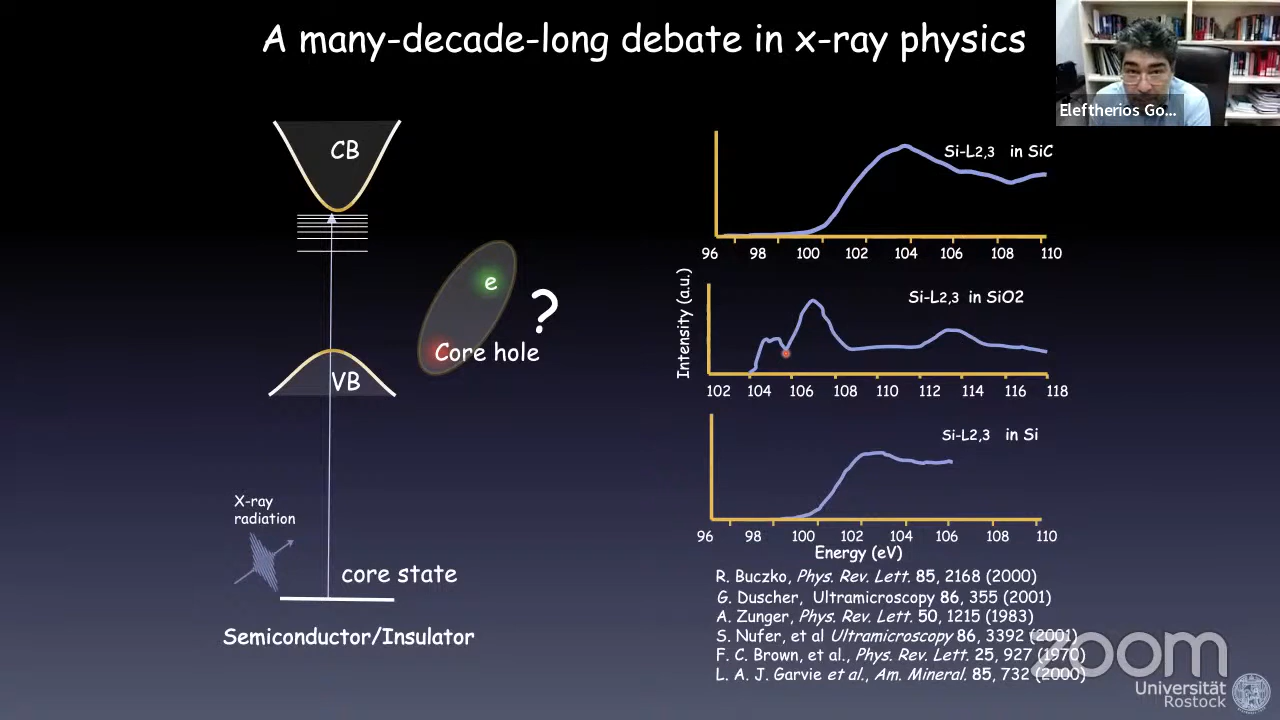 A many-decade-long debate in x-ray physics
Eleftherios Go...
CB
VB
e
?
Core hole
X-ray
radiation
core state
Semiconductor/Insulator
Si-L2,3 in SiC
96 98 100 102 104 106 108 110
Intensity (a.u.)
Si-L2,3 in SiO2
102 104 106 108 110 112 114 116 118
Si-L2,3 in Si
96 98 100 102 104 106 108 110
Energy (eV)
R. Buczko, Phys. Rev. Lett. 85, 2168 (2000)
G. Duscher, Ultramicroscopy 86, 355 (2001)
A. Zunger, Phys. Rev. Lett. 50, 1215 (1983)
S. Nufer, et al Ultramicroscopy 86, 3392 (2001)
F. C. Brown, et al., Phys. Rev. Lett. 25, 927 (1970)
L. A. J. Garvie et al., Am. Mineral. 85, 732 (2000)
zoom
Universität
Rostock